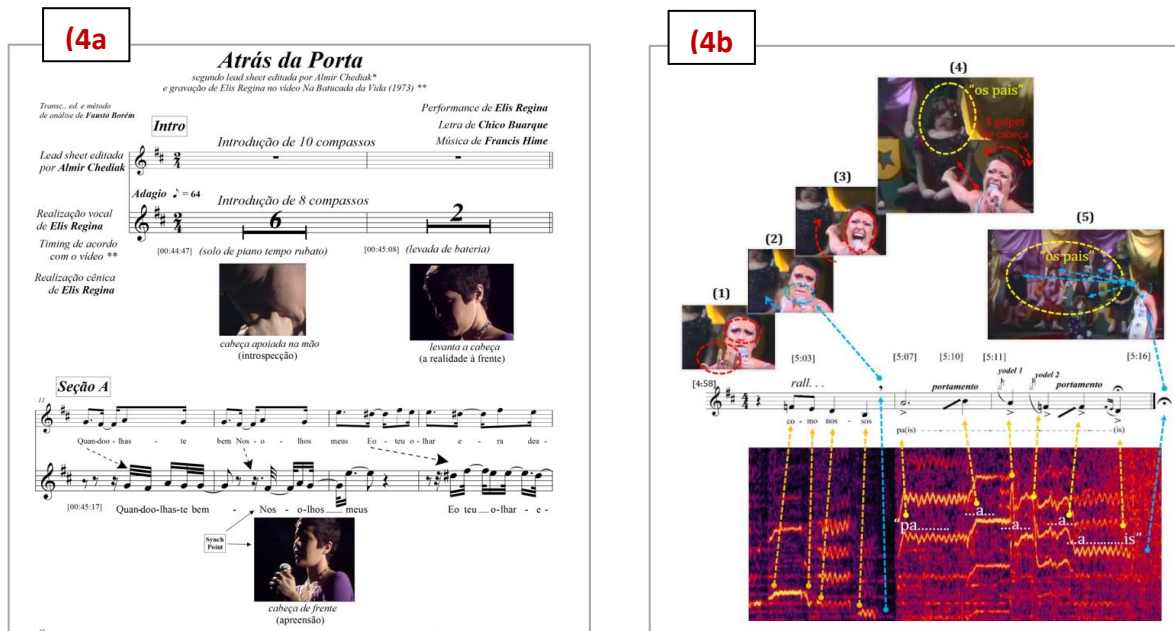 (4a
Atrás da Porta
segundo lead sheet editada por Almir Chediak*
e gravação de Elis Regina no vídeo Na Batucada da Vida (1973) **
Transc., ed. e método
de análise de Fausto Borém
Performance de Elis Regina
Letra de Chico Buarque
Música de Francis Hime
Intro
Introdução de 10 compassos
Lead sheet editada
por Almir Chediak
Adagio ♪ = 64
Introdução de 8 compassos
6
2
Realização vocal
de Elis Regina
Timing de acordo
com o vídeo **
[00:44:47] (solo de piano tempo rubato)
[00:45:08] (levada de bateria)
Realização cênica
de Elis Regina
cabeça apoiada na mão
(introspecção)
levanta a cabeça
(a realidade à frente)
Seção A
11
Quan-doo-lhas- te bem Nos - o - lhos meus Eo - teu o - lhar e - ra dea -
[00:45:17] Quan-doo-lhas-te bem - Nos - o-lhos meus Eo teu o-lhar - e -
Synch
Point
cabeça de frente
(apreensão)
(4b
(4)
"os pais"
3 golpes
de cabeça
(3)
(2)
(5)
"os pais"
(1)
[4:58]
[5:03]
[5:07]
[5:10]
[5:11]
[5:16]
rall. . .
portamento
yodel 1
yodel 2
portamento
co - mo nos - sos
pa(is)
(is)
"pa.........
...a...
...a...
...a...
...a...........is"